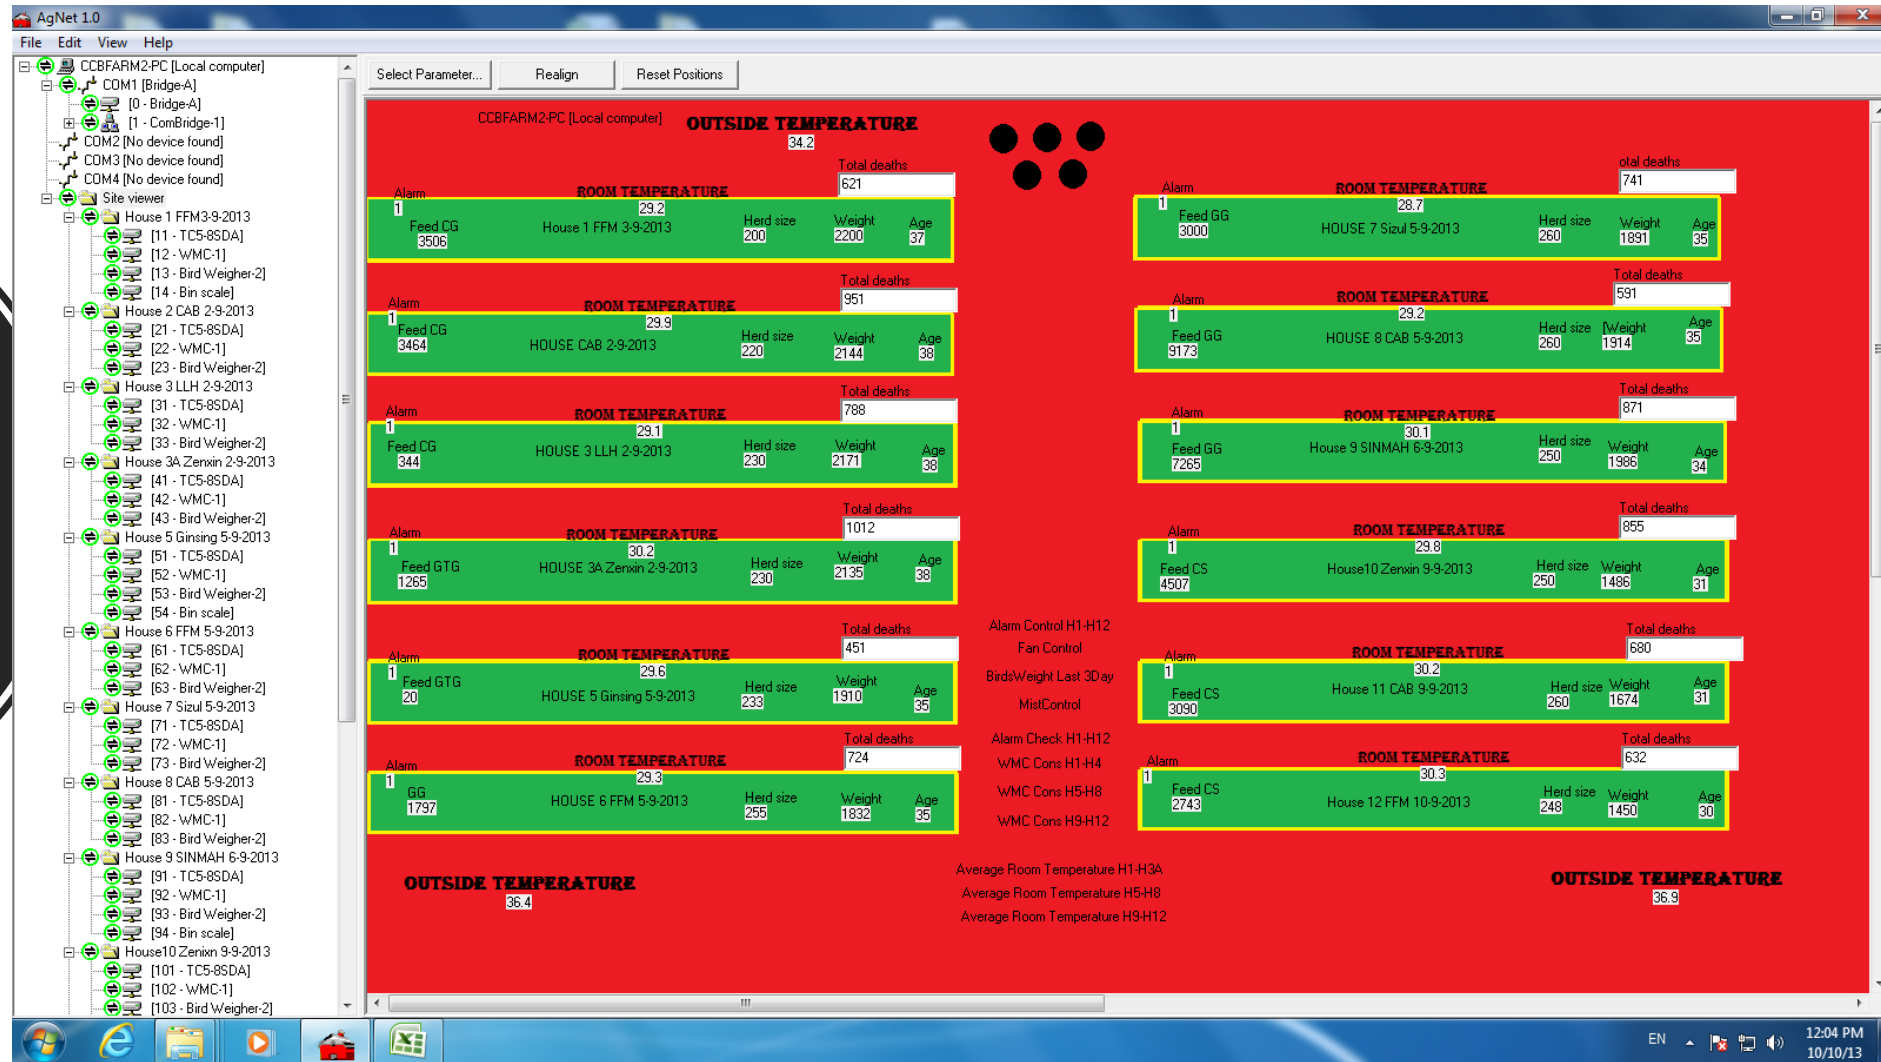 AgNet 1.0
File Edit View Help
CCBFARM2-PC [Local computer]
COM1 [Bridge-A]
[0 - Bridge-A]
[1 - ComBridge-1]
COM2 [No device found]
COM3 [No device found]
COM4 [No device found]
Site viewer
House 1 FFM3-9-2013
[11 - TC5-8SDA]
[12 - WMC-1]
[13 - Bird Weigher-2]
[14 - Bin scale]
House 2 CAB 2-9-2013
[21 - TC5-8SDA]
[22 - WMC-1]
[23 - Bird Weigher-2]
House 3 LLH 2-9-2013
[31 - TC5-8SDA]
[32 - WMC-1]
[33 - Bird Weigher-2]
House 3A Zenxin 2-9-2013
[41 - TC5-8SDA]
[42 - WMC-1]
[43 - Bird Weigher-2]
House 5 Ginsing 5-9-2013
[51 - TC5-8SDA]
[52 - WMC-1]
[53 - Bird Weigher-2]
[54 - Bin scale]
House 6 FFM 5-9-2013
[61 - TC5-8SDA]
[62 - WMC-1]
[63 - Bird Weigher-2]
House 7 Sizul 5-9-2013
[71 - TC5-8SDA]
[72 - WMC-1]
[73 - Bird Weigher-2]
House 8 CAB 5-9-2013
[81 - TC5-8SDA]
[82 - WMC-1]
[83 - Bird Weigher-2]
House 9 SINMAH 6-9-2013
[91 - TC5-8SDA]
[92 - WMC-1]
[93 - Bird Weigher-2]
[94 - Bin scale]
House10 Zenixn 9-9-2013
[101 - TC5-8SDA]
[102 - WMC-1]
[103 - Bird Weigher-2]
Select Parameter... Realign Reset Positions
CCBFARM2-PC [Local computer] OUTSIDE TEMPERATURE
34.2
Total deaths
621
Alarm ROOM TEMPERATURE
1 29.2
Feed CG House 1 FFM 3-9-2013 Herd size Weight Age
3506 200 2200 37
Total deaths
951
Alarm ROOM TEMPERATURE
1 29.9
Feed CG HOUSE CAB 2-9-2013 Herd size Weight Age
3464 220 2144 38
Total deaths
788
Alarm ROOM TEMPERATURE
1 29.1
Feed CG HOUSE 3 LLH 2-9-2013 Herd size Weight Age
344 230 2171 38
Total deaths
1012
Alarm ROOM TEMPERATURE
1 30.2
Feed GTG HOUSE 3A Zenxin 2-9-2013 Herd size Weight Age
1265 230 2135 38
Total deaths
451
Alarm ROOM TEMPERATURE
1 29.6
Feed GTG HOUSE 5 Ginsing 5-9-2013 Herd size Weight Age
20 233 1910 35
Total deaths
724
Alarm ROOM TEMPERATURE
1 29.3
GG HOUSE 6 FFM 5-9-2013 Herd size Weight Age
1797 255 1832 35
OUTSIDE TEMPERATURE
36.4
Alarm Control H1-H12
Fan Control
BirdsWeight Last 3Day
MistControl
Alarm Check H1-H12
WMC Cons H1-H4
WMC Cons H5-H8
WMC Cons H9-H12
Average Room Temperature H1-H3A
Average Room Temperature H5-H8
Average Room Temperature H9-H12
otal deaths
741
Alarm ROOM TEMPERATURE
1 28.7
Feed GG HOUSE 7 Sizul 5-9-2013 Herd size Weight Age
3000 260 1891 35
Total deaths
591
Alarm ROOM TEMPERATURE
1 29.2
Feed GG HOUSE 8 CAB 5-9-2013 Herd size [Weight Age
9173 260 1914 35
Total deaths
871
Alarm ROOM TEMPERATURE
1 30.1
Feed GG House 9 SINMAH 6-9-2013 Herd size Weight Age
7265 250 1986 34
Total deaths
855
Alarm ROOM TEMPERATURE
1 29.8
Feed CS House10 Zenxin 9-9-2013 Herd size Weight Age
4507 250 1486 31
Total deaths
680
Alarm ROOM TEMPERATURE
1 30.2
Feed CS House 11 CAB 9-9-2013 Herd size Weight Age
3090 260 1674 31
Total deaths
632
Alarm ROOM TEMPERATURE
1 30.3
Feed CS House 12 FFM 10-9-2013 Herd size Weight Age
2743 248 1450 30
OUTSIDE TEMPERATURE
36.9
EN
12:04 PM
10/10/13